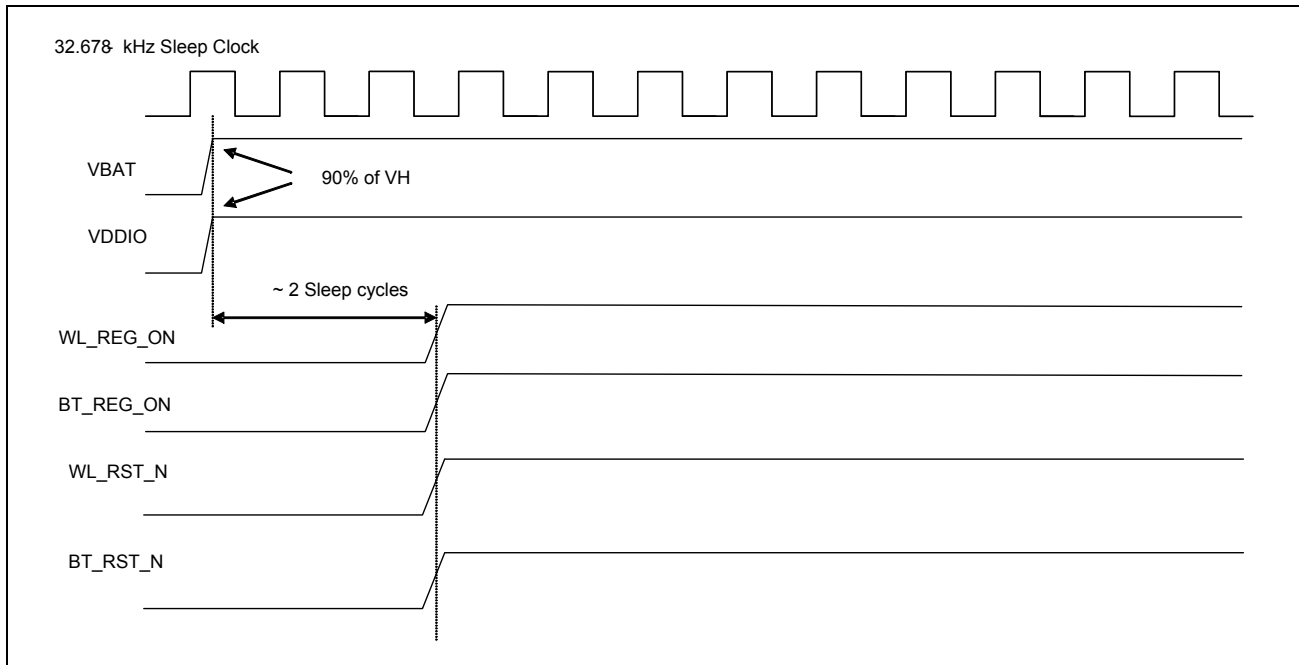 32.678- kHz Sleep Clock
VBAT
90% of VH
VDDIO
~ 2 Sleep cycles
WL_REG_ON
BT_REG_ON
WL_RST_N
BT_RST_N